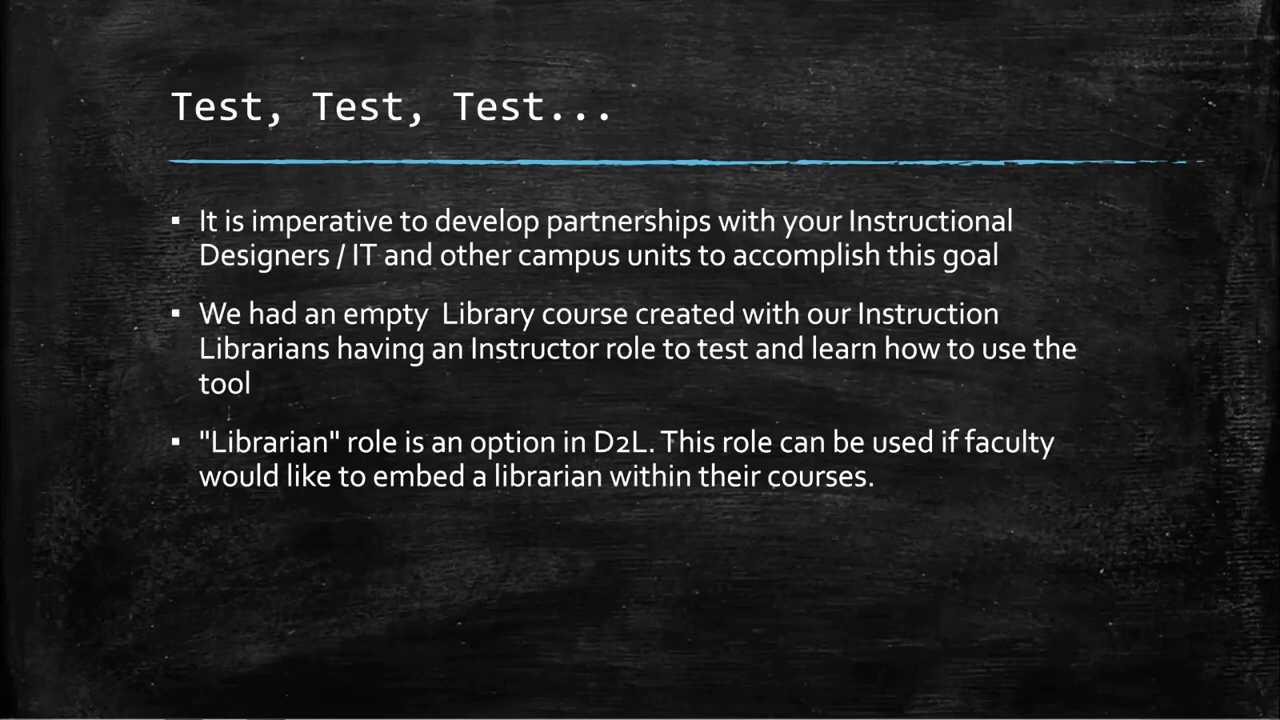 Test, Test, Test...
▪ It is imperative to develop partnerships with your Instructional
Designers / IT and other campus units to accomplish this goal
▪ We had an empty  Library course created with our Instruction
Librarians having an Instructor role to test and learn how to use the
tool
▪ "Librarian" role is an option in D2L. This role can be used if faculty
would like to embed a librarian within their courses.